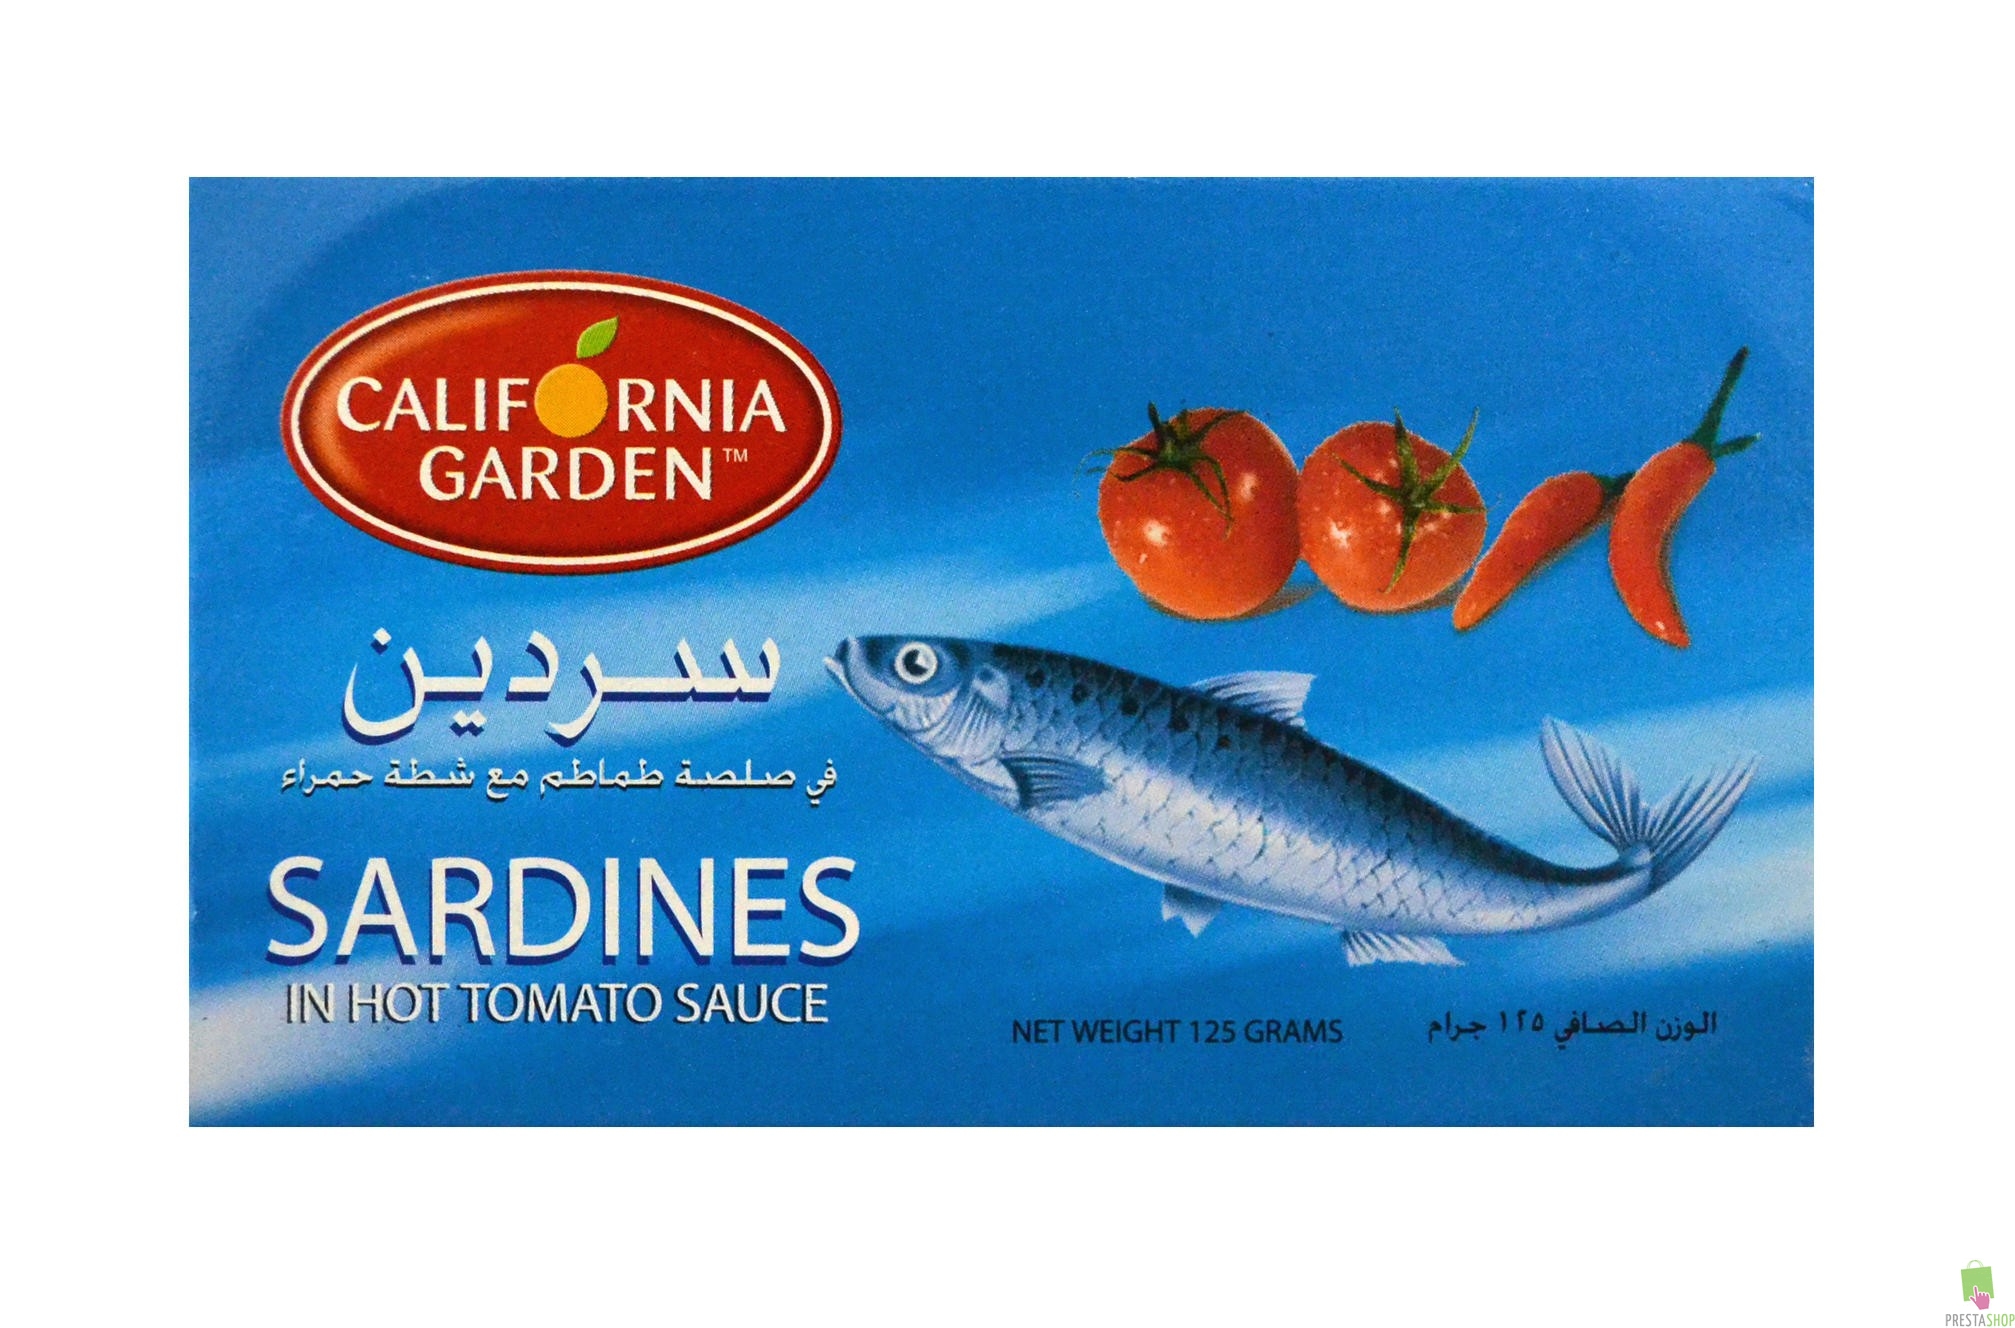 CALIFORNIA
GARDEN™
سردين
في صلصة طماطم مع شطة حمراء
SARDINES
IN HOT TOMATO SAUCE
NET WEIGHT 125 GRAMS
الوزن الصافي ١٢٥ جرام
PRESTASHOP